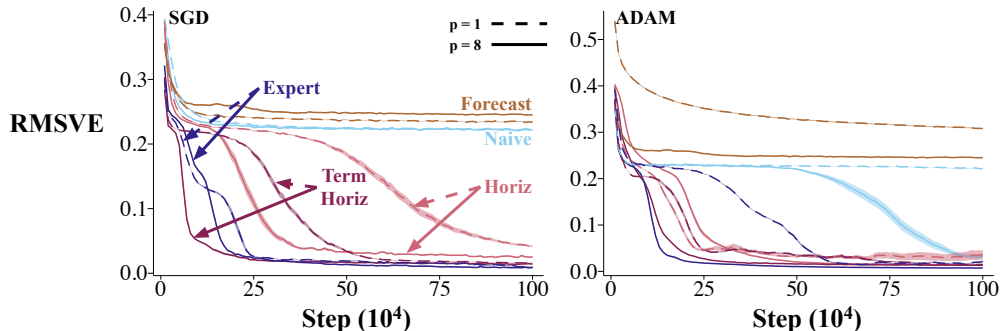 SGD
ADAM
p = 1
p = 8
RMSVE
0.4
0.3
0.2
0.1
0.0
Expert
Forecast
Naive
Term
Horiz
Horiz
0 25 50 75 100
Step (10⁴)
0.5
0.4
0.3
0.2
0.1
0.0
0 25 50 75 100
Step (10⁴)